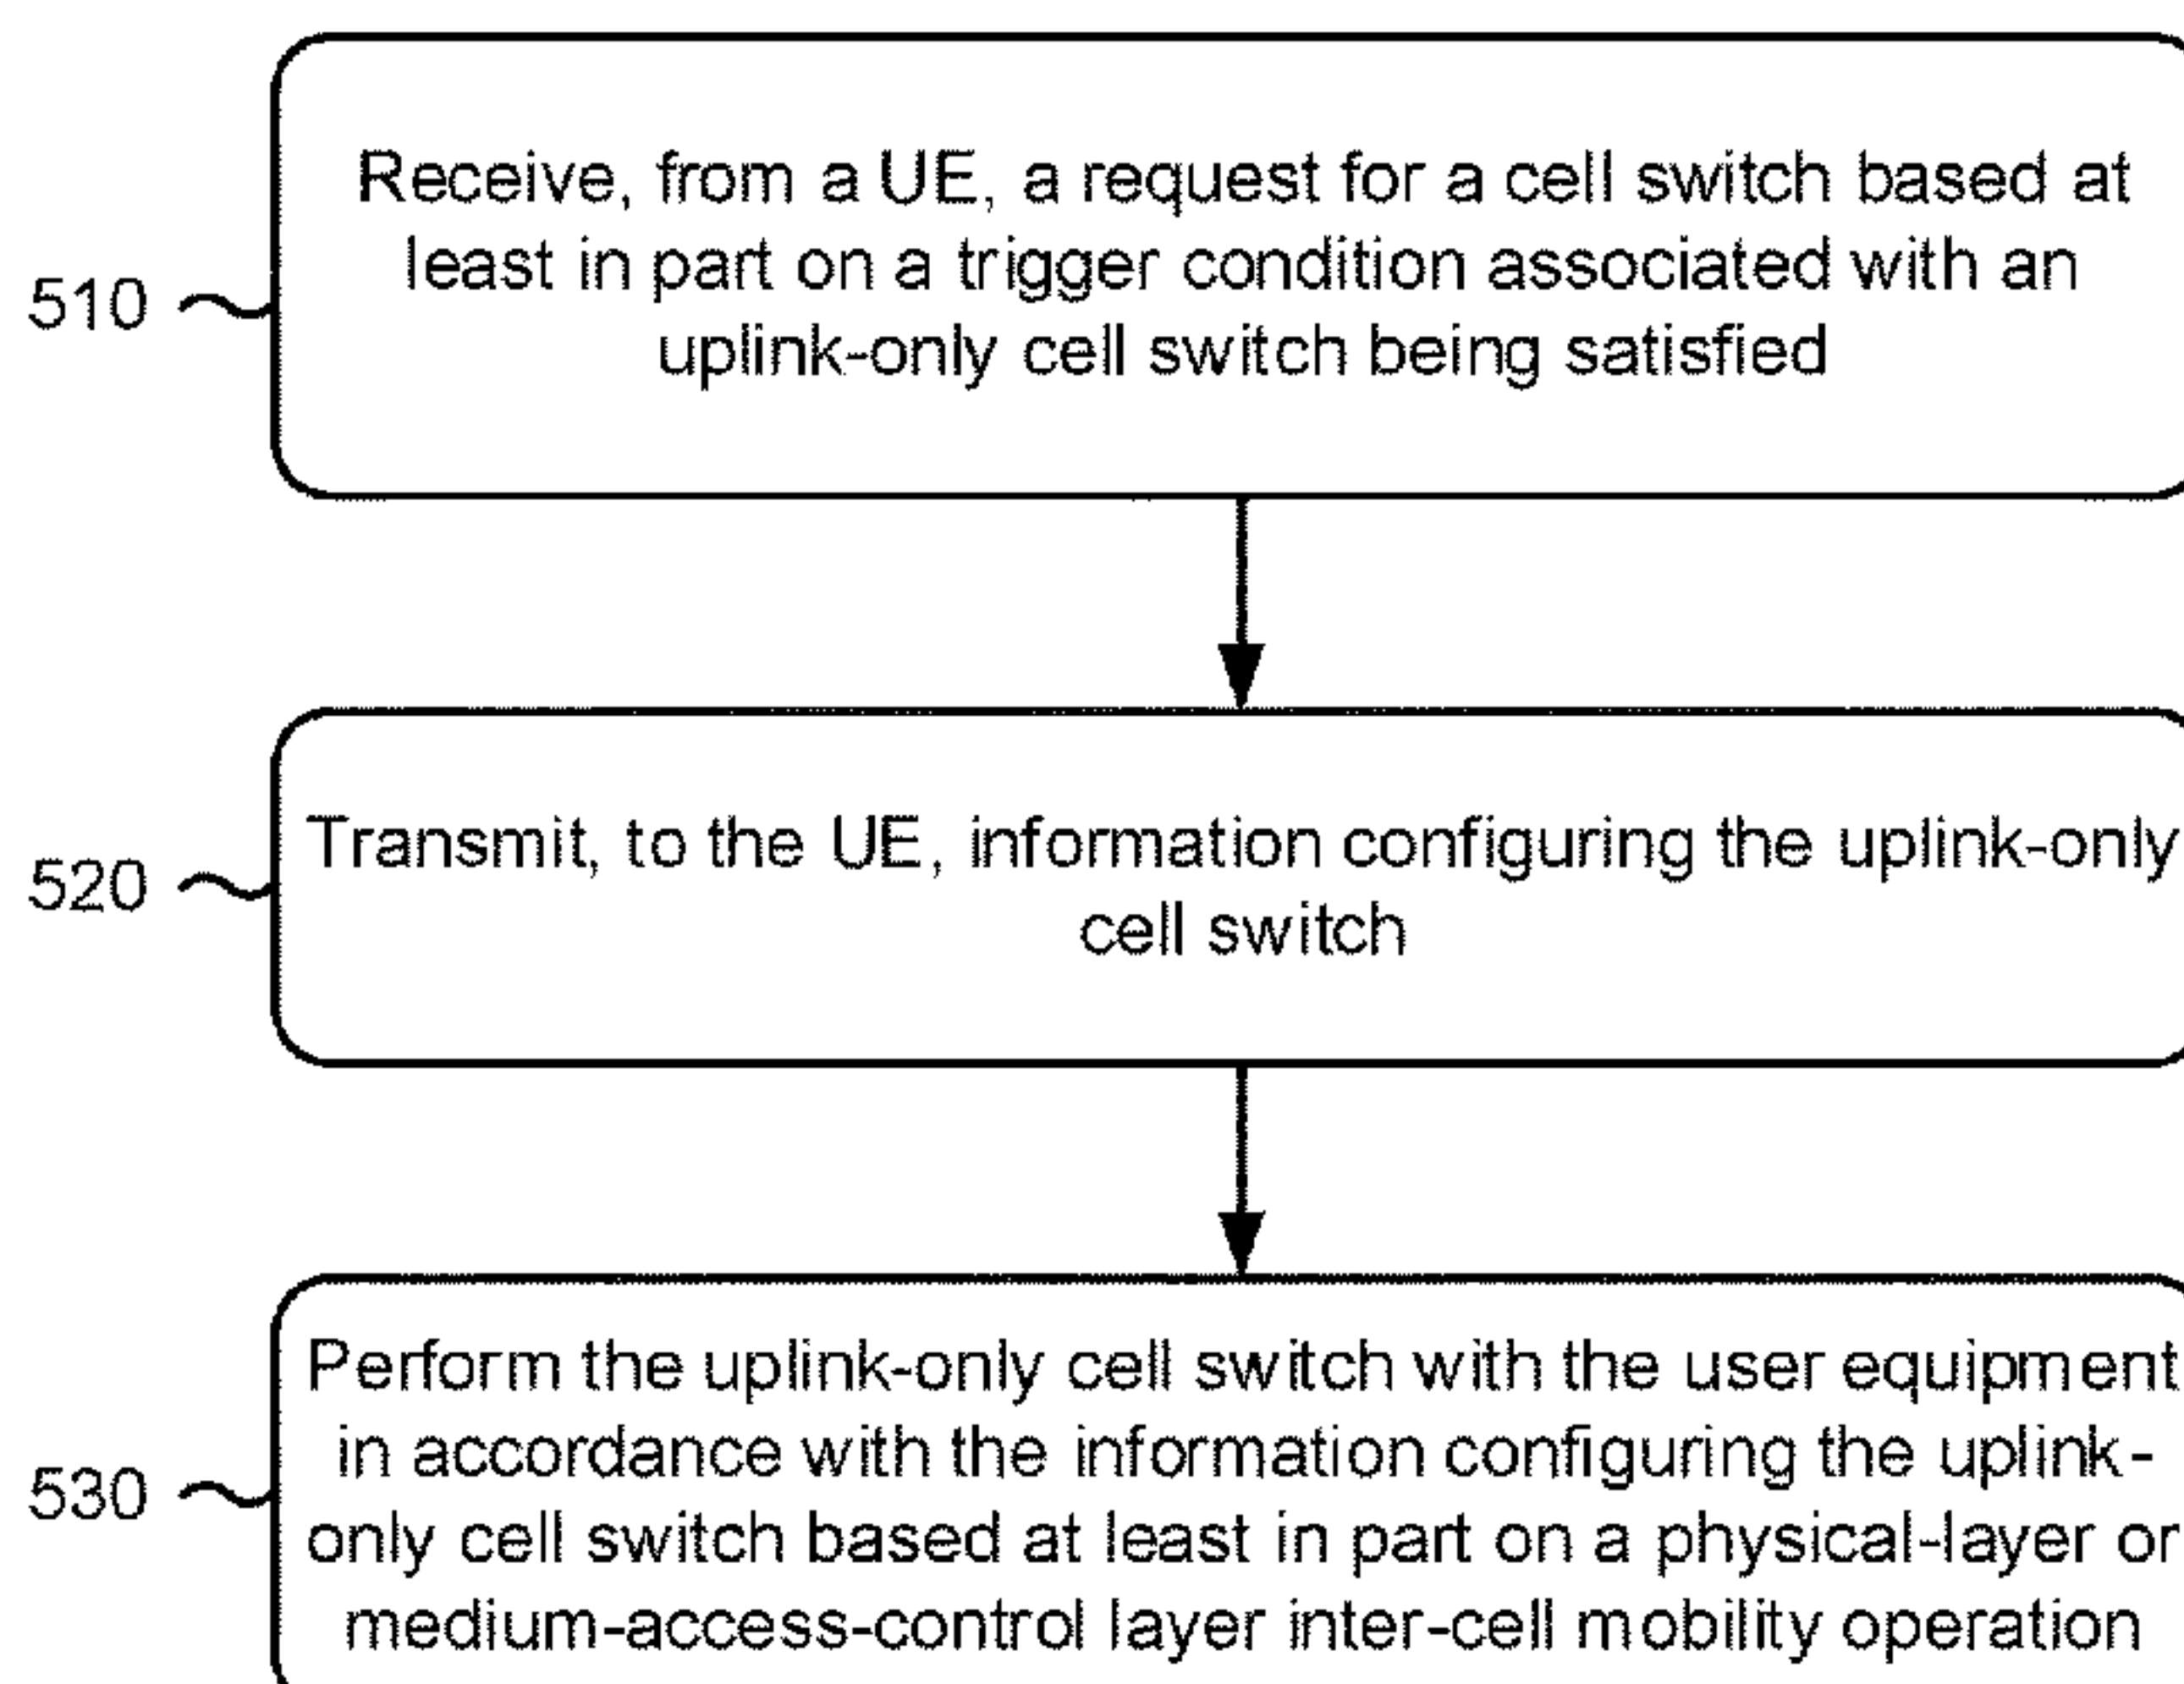 Receive, from a UE, a request for a cell switch based at
least in part on a trigger condition associated with an
uplink-only cell switch being satisfied
510
Transmit, to the UE, information configuring the uplink-only
cell switch
520
Perform the uplink-only cell switch with the user equipment
in accordance with the information configuring the uplink-
only cell switch based at least in part on a physical-layer or
medium-access-control layer inter-cell mobility operation
530